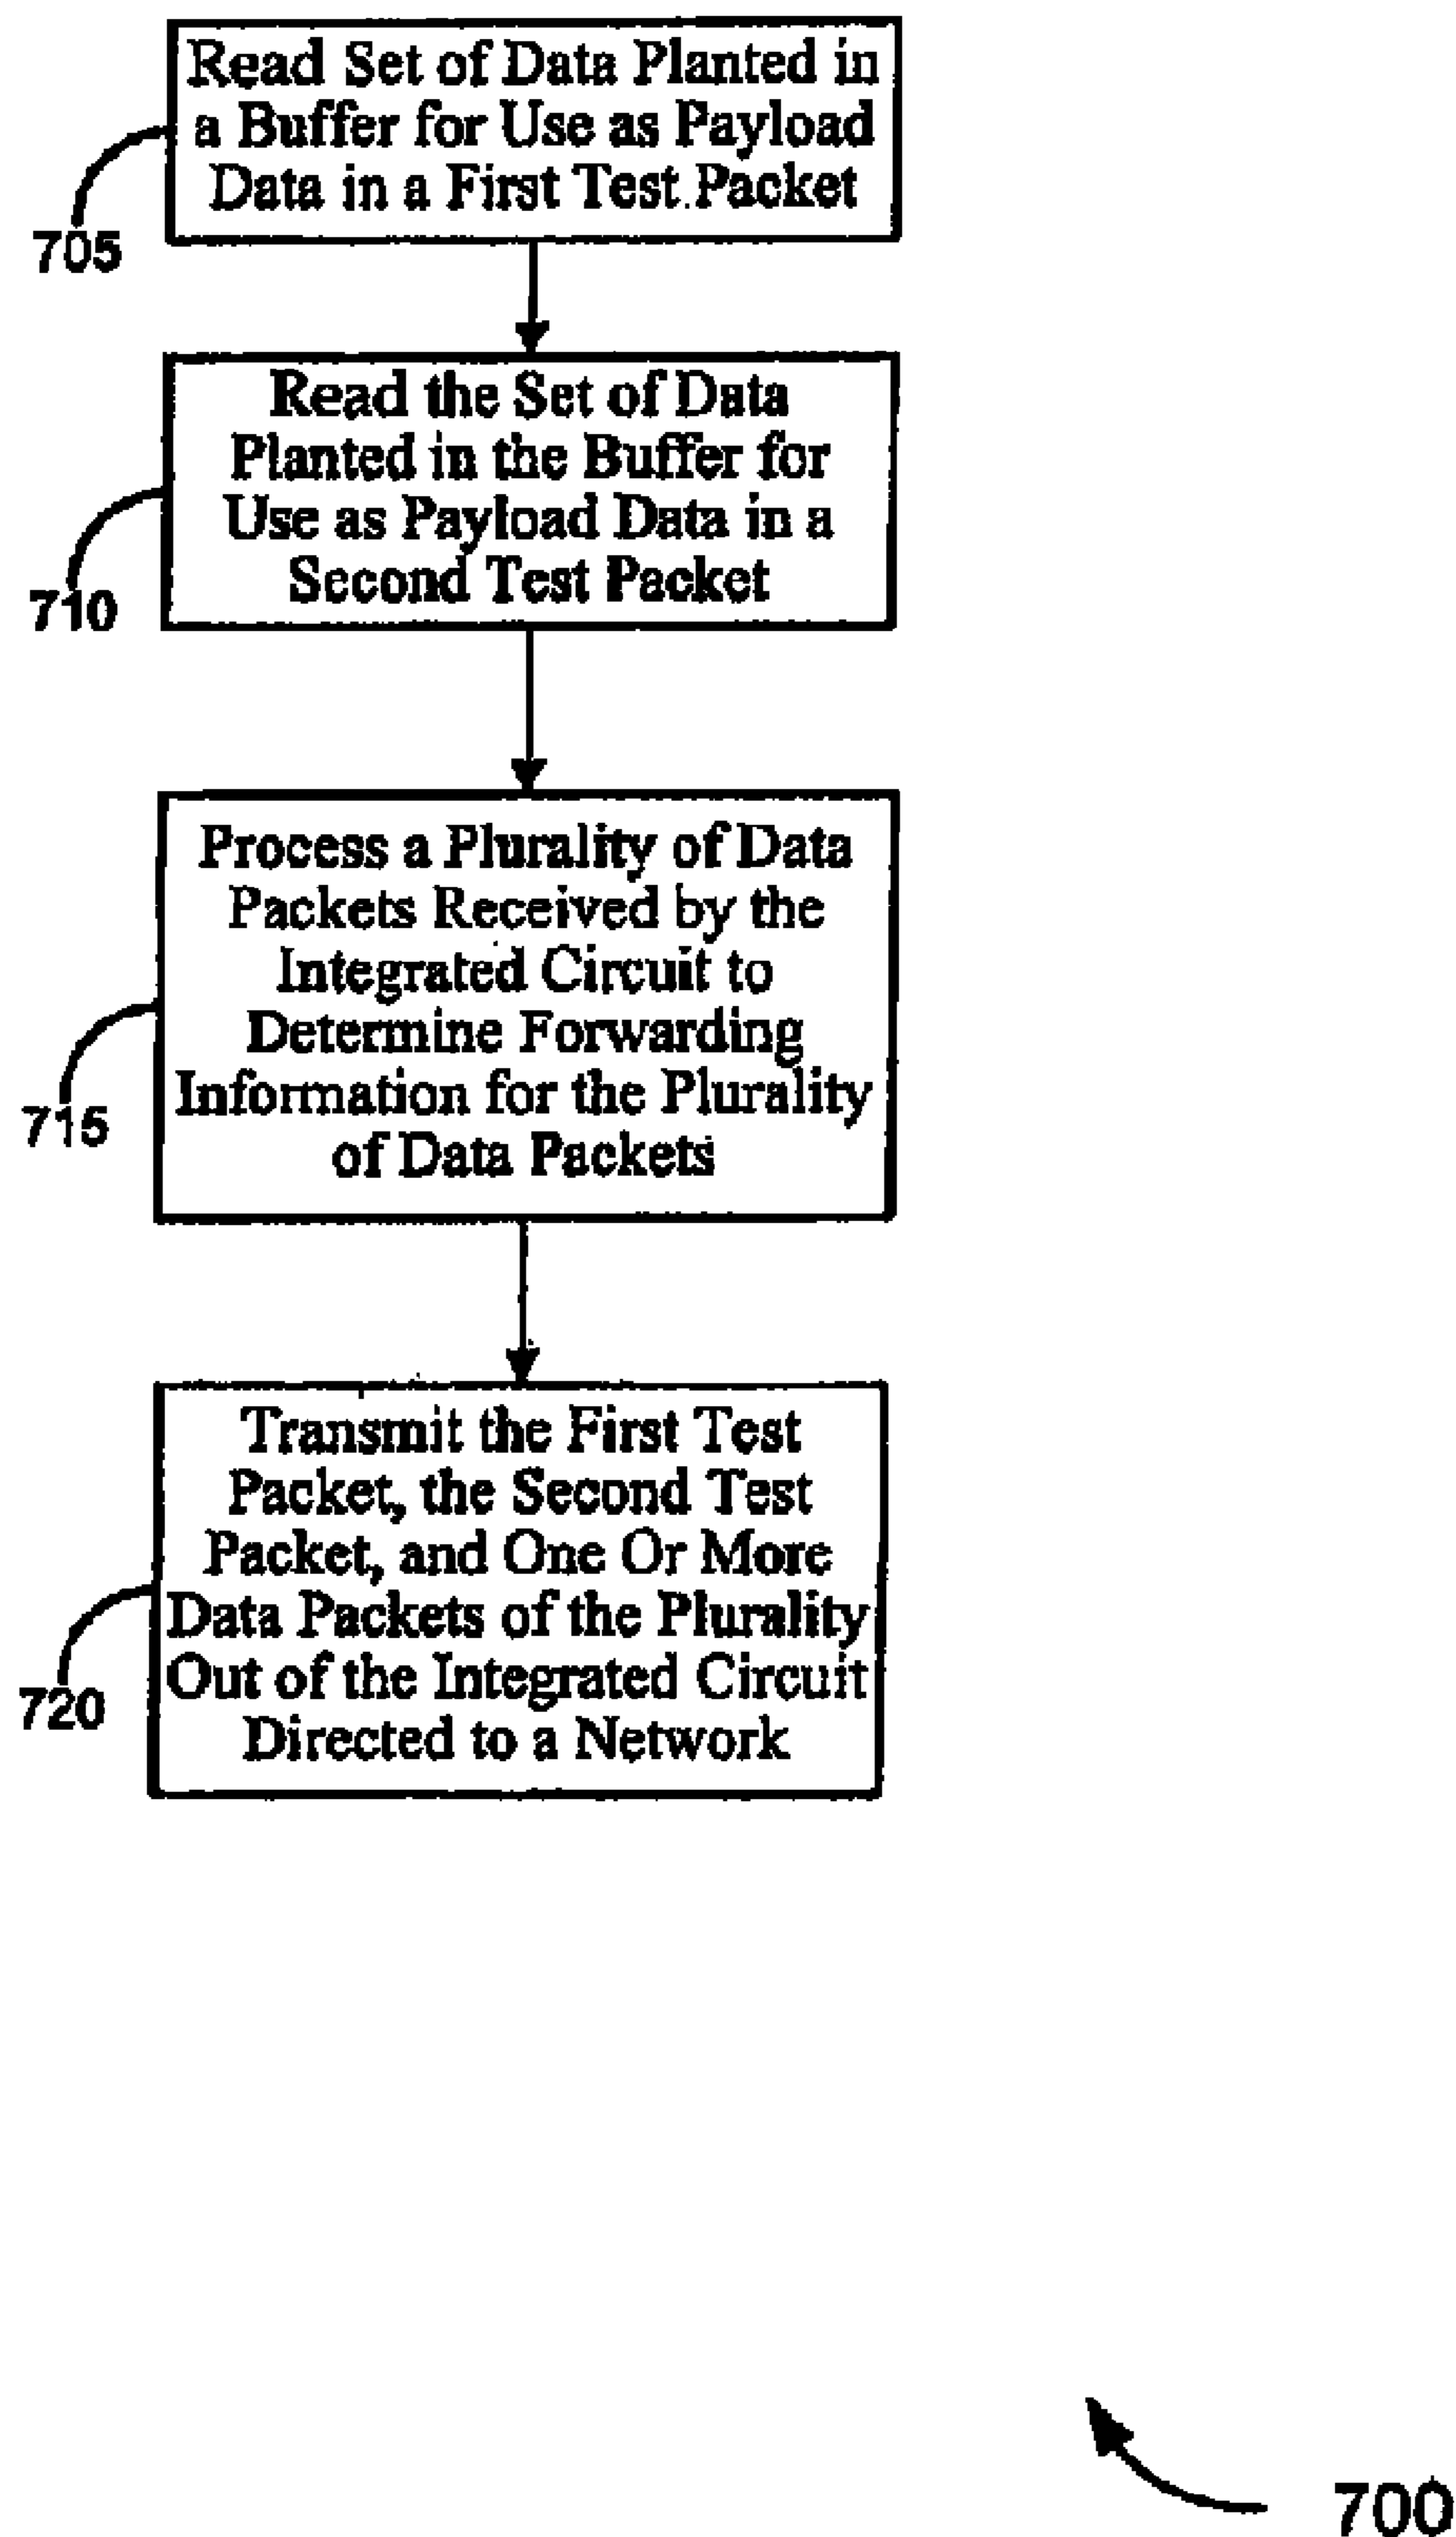 Read Set of Data Planted in
a Buffer for Use as Payload
Data in a First Test Packet
705
Read the Set of Data
Planted in the Buffer for
Use as Payload Data in a
Second Test Packet
710
Process a Plurality of Data
Packets Received by the
Integrated Circuit to
Determine Forwarding
Information for the Plurality
of Data Packets
715
Transmit the First Test
Packet, the Second Test
Packet, and One Or More
Data Packets of the Plurality
Out of the Integrated Circuit
Directed to a Network
720
700